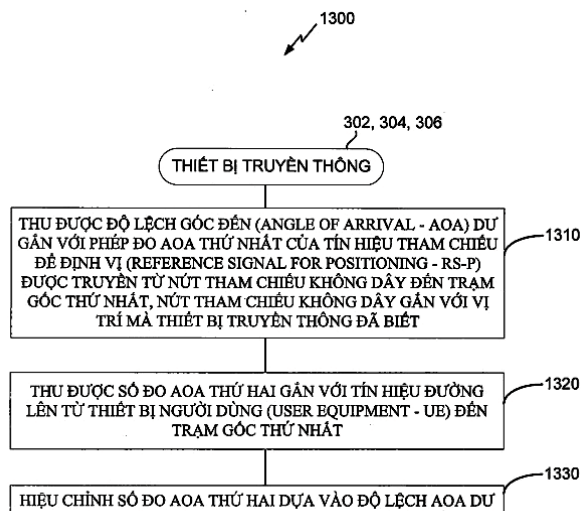 1300
302, 304, 306
THIẾT BỊ TRUYỀN THÔNG
THU ĐƯỢC ĐỘ LỆCH GÓC ĐẾN (ANGLE OF ARRIVAL - AOA) DƯ
GẮN VỚI PHÉP ĐO AOA THỨ NHẤT CỦA TÍN HIỆU THAM CHIẾU
ĐỂ ĐỊNH VỊ (REFERENCE SIGNAL FOR POSITIONING - RS-P)
ĐƯỢC TRUYỀN TỪ NÚT THAM CHIẾU KHÔNG DÂY ĐẾN TRẠM
GỐC THỨ NHẤT, NÚT THAM CHIẾU KHÔNG DÂY GẮN VỚI VỊ
TRÍ MÀ THIẾT BỊ TRUYỀN THÔNG ĐÃ BIẾT
1310
THU ĐƯỢC SỐ ĐO AOA THỨ HAI GẮN VỚI TÍN HIỆU ĐƯỜNG
LÊN TỪ THIẾT BỊ NGƯỜI DÙNG (USER EQUIPMENT - UE) ĐẾN
TRẠM GỐC THỨ NHẤT
1320
1330
HIỆU CHỈNH SỐ ĐO AOA THỨ HAI DỰA VÀO ĐỘ LỆCH AOA DƯ